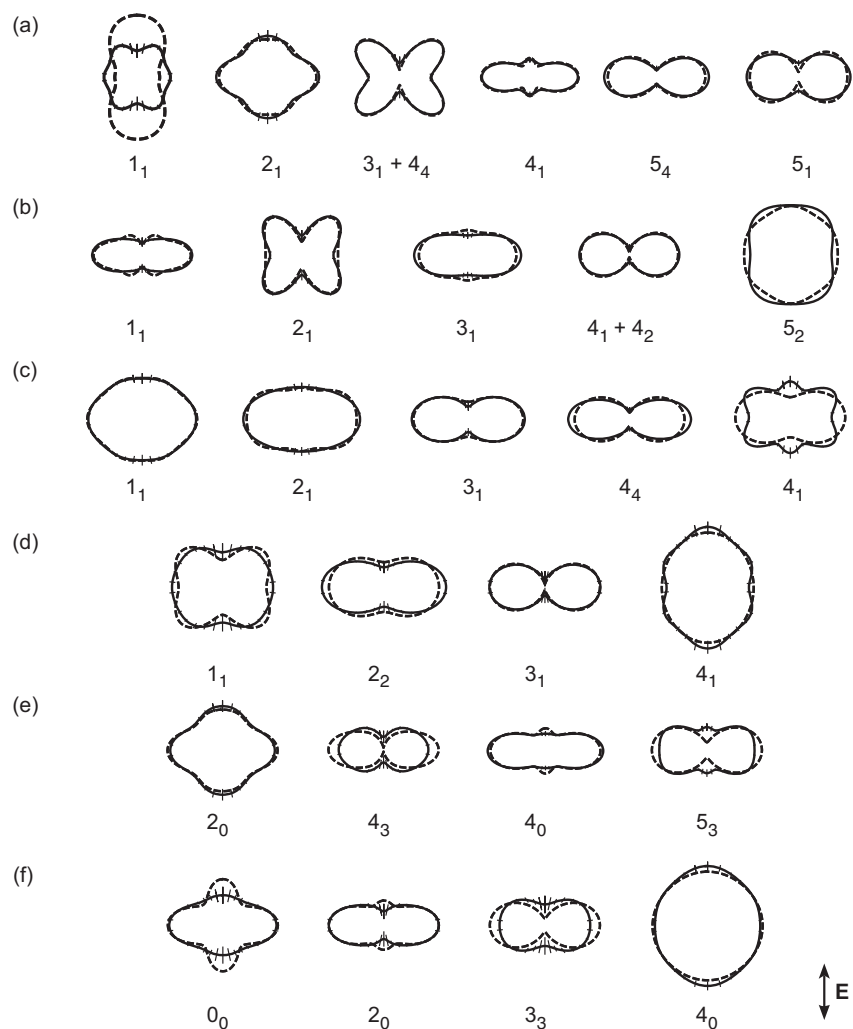 (a)
1₁ 2₁ 3₁ + 4₄ 4₁ 5₄ 5₁
(b)
1₁ 2₁ 3₁ 4₁ + 4₂ 5₂
(c)
1₁ 2₁ 3₁ 4₄ 4₁
(d)
1₁ 2₂ 3₁ 4₁
(e)
2₀ 4₃ 4₀ 5₃
(f)
0₀ 2₀ 3₃ 4₀
E